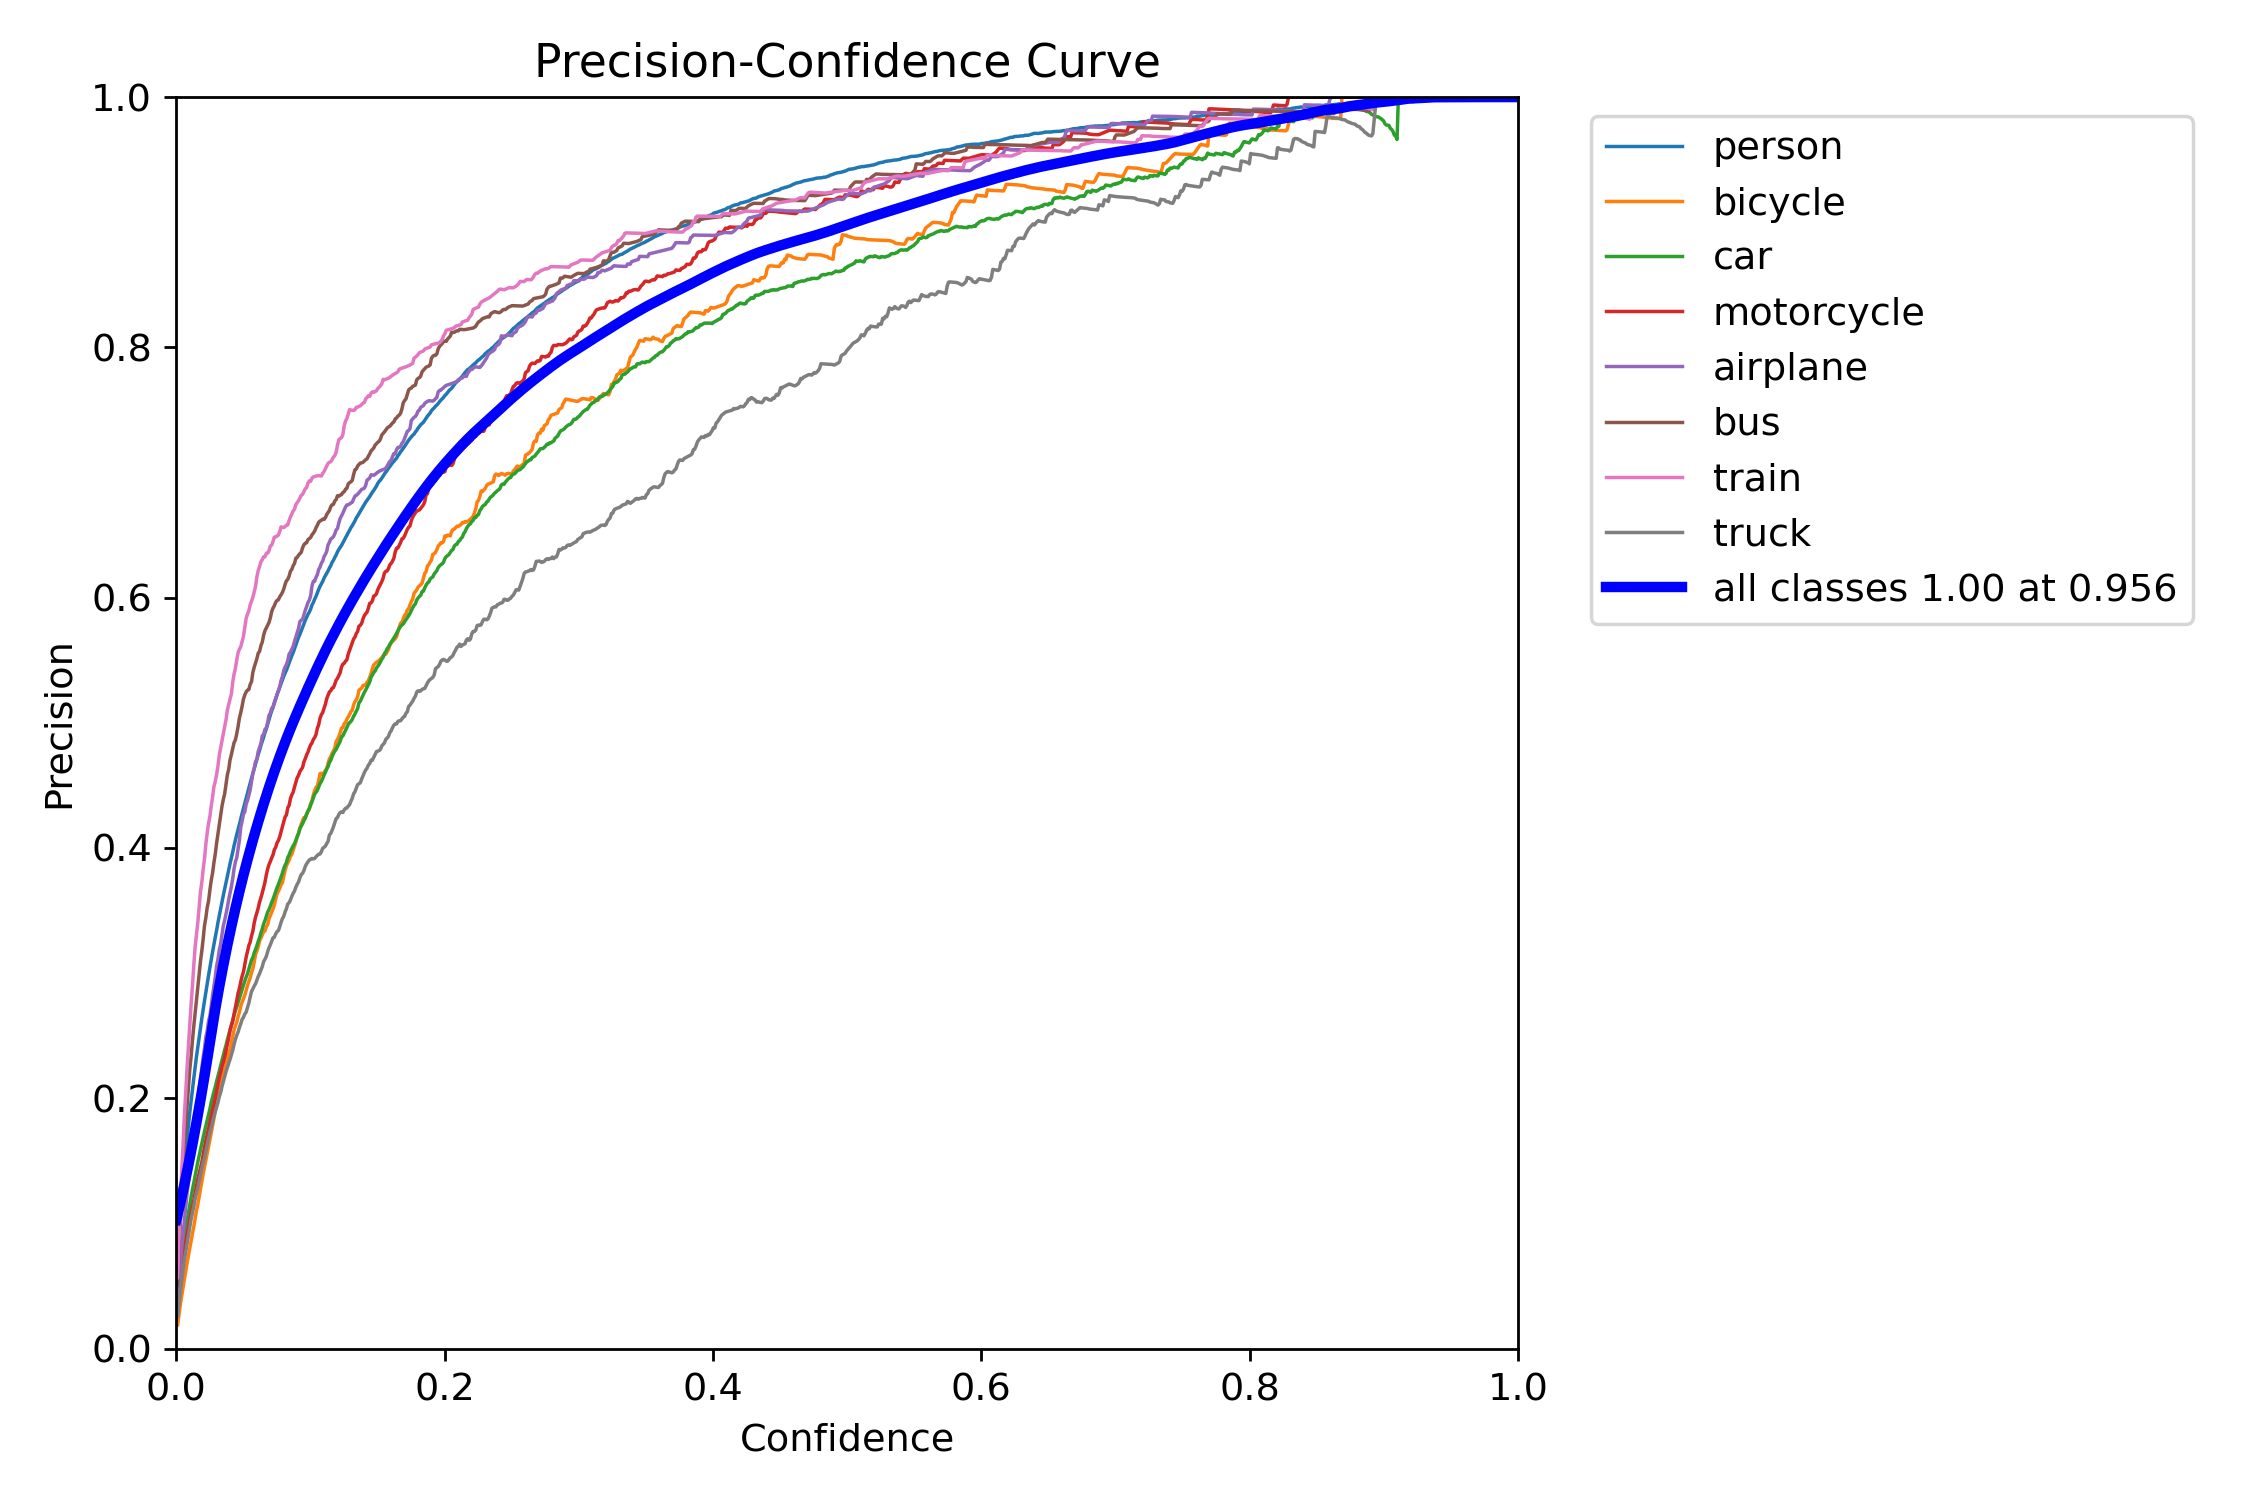 Precision-Confidence Curve
1.0
0.8
0.6
0.4
0.2
0.0
Precision
0.0 0.2 0.4 0.6 0.8 1.0
Confidence
person
bicycle
car
motorcycle
airplane
bus
train
truck
all classes 1.00 at 0.956